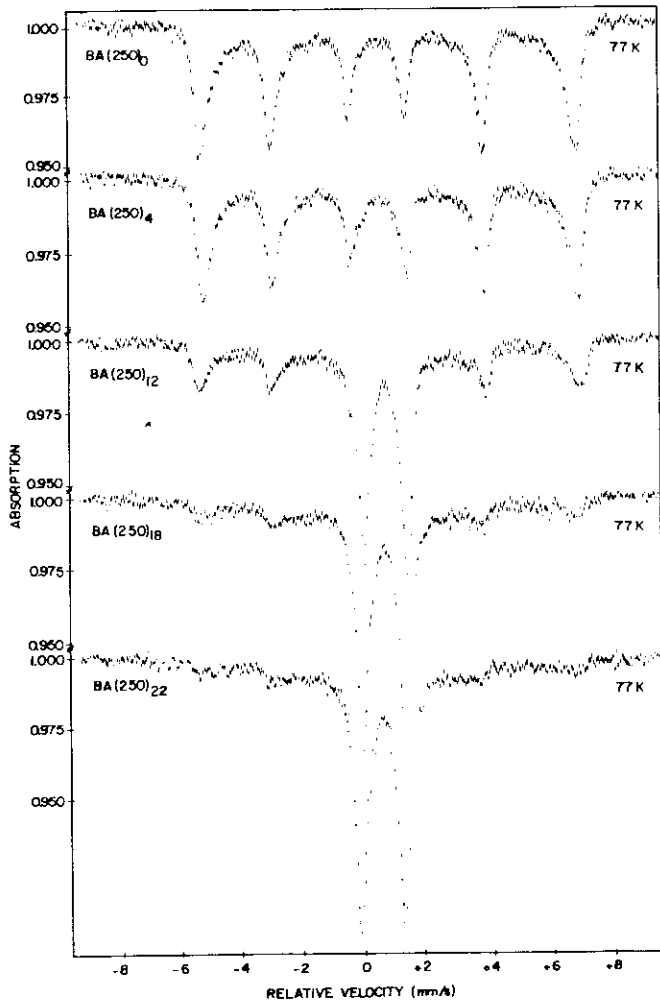 1.000
BA(250)0
77 K
0.975
0.950
1.000
BA(250)4
77 K
0.975
0.950
1.000
BA(250)12
77K
0.975
0.950
1.000
BA(250)18
77K
0.975
0.950
1.000
BA(250)22
77K
0.975
0.950
ABSORPTION
-8 -6 -4 -2 0 +2 +4 +6 +8
RELATIVE VELOCITY (mm/s)